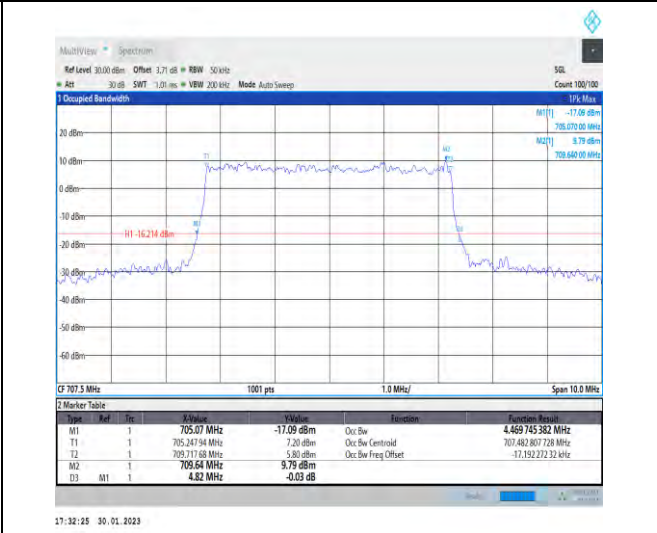 MultiView Spectrum
Ref Level 30.00 dBm Offset 3.71 dB RBW 50 kHz SGL
Att 30 dB SWT 1.01 ms VBW 200 kHz Mode Auto Sweep Count 100/100
1 Occupied Bandwidth 1Pk Max
M1[1] -17.09 dBm
705.070 00 MHz
M2[1] 9.79 dBm
709.640 00 MHz
20 dBm
M2
T1
10 dBm
0 dBm
-10 dBm
H1 -16.214 dBm
-20 dBm
-30 dBm
-40 dBm
-50 dBm
-60 dBm
CF 707.5 MHz 1001 pts 1.0 MHz/ Span 10.0 MHz
2 Marker Table
Type Ref Trc X-Value Y-Value Function Function Result
M1 1 705.07 MHz -17.09 dBm Occ Bw 4.469 745 382 MHz
T1 1 705.247 94 MHz 7.20 dBm Occ Bw Centroid 707.482 807 728 MHz
T2 1 709.717 68 MHz 5.80 dBm Occ Bw Freq Offset -17.192 272 32 kHz
M2 1 709.64 MHz 9.79 dBm
D3 M1 1 4.82 MHz -0.03 dB
17:32:25 30.01.2023